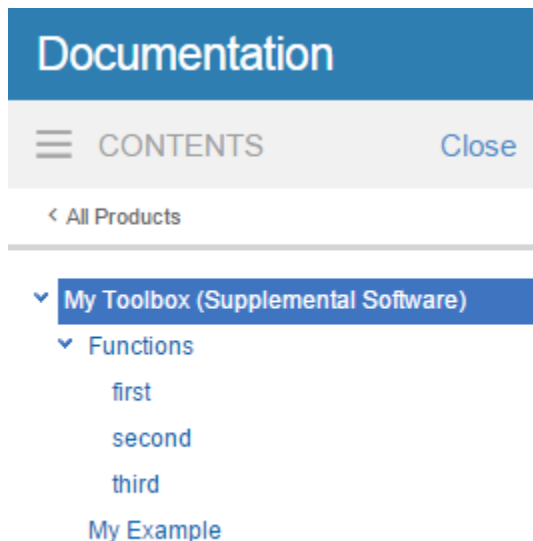 Documentation
CONTENTS Close
< All Products
My Toolbox (Supplemental Software)
Functions
first
second
third
My Example